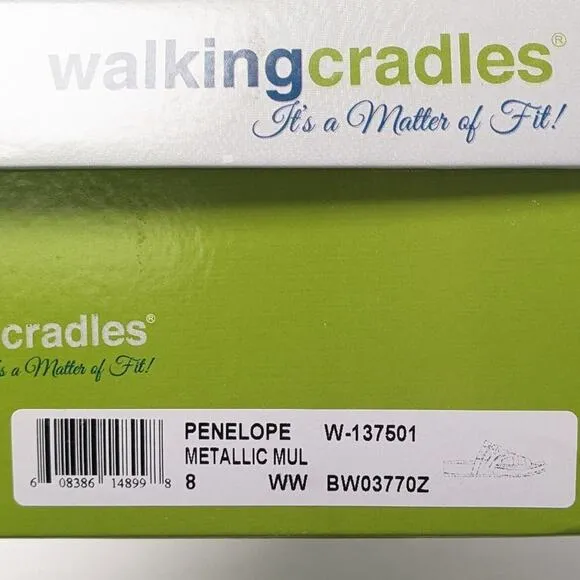 walkingcradles®
It's a Matter of Fit!
cradles®
's a Matter of Fit!
PENELOPE W-137501
METALLIC MUL
8 WW BW03770Z
6 08386 14899 8